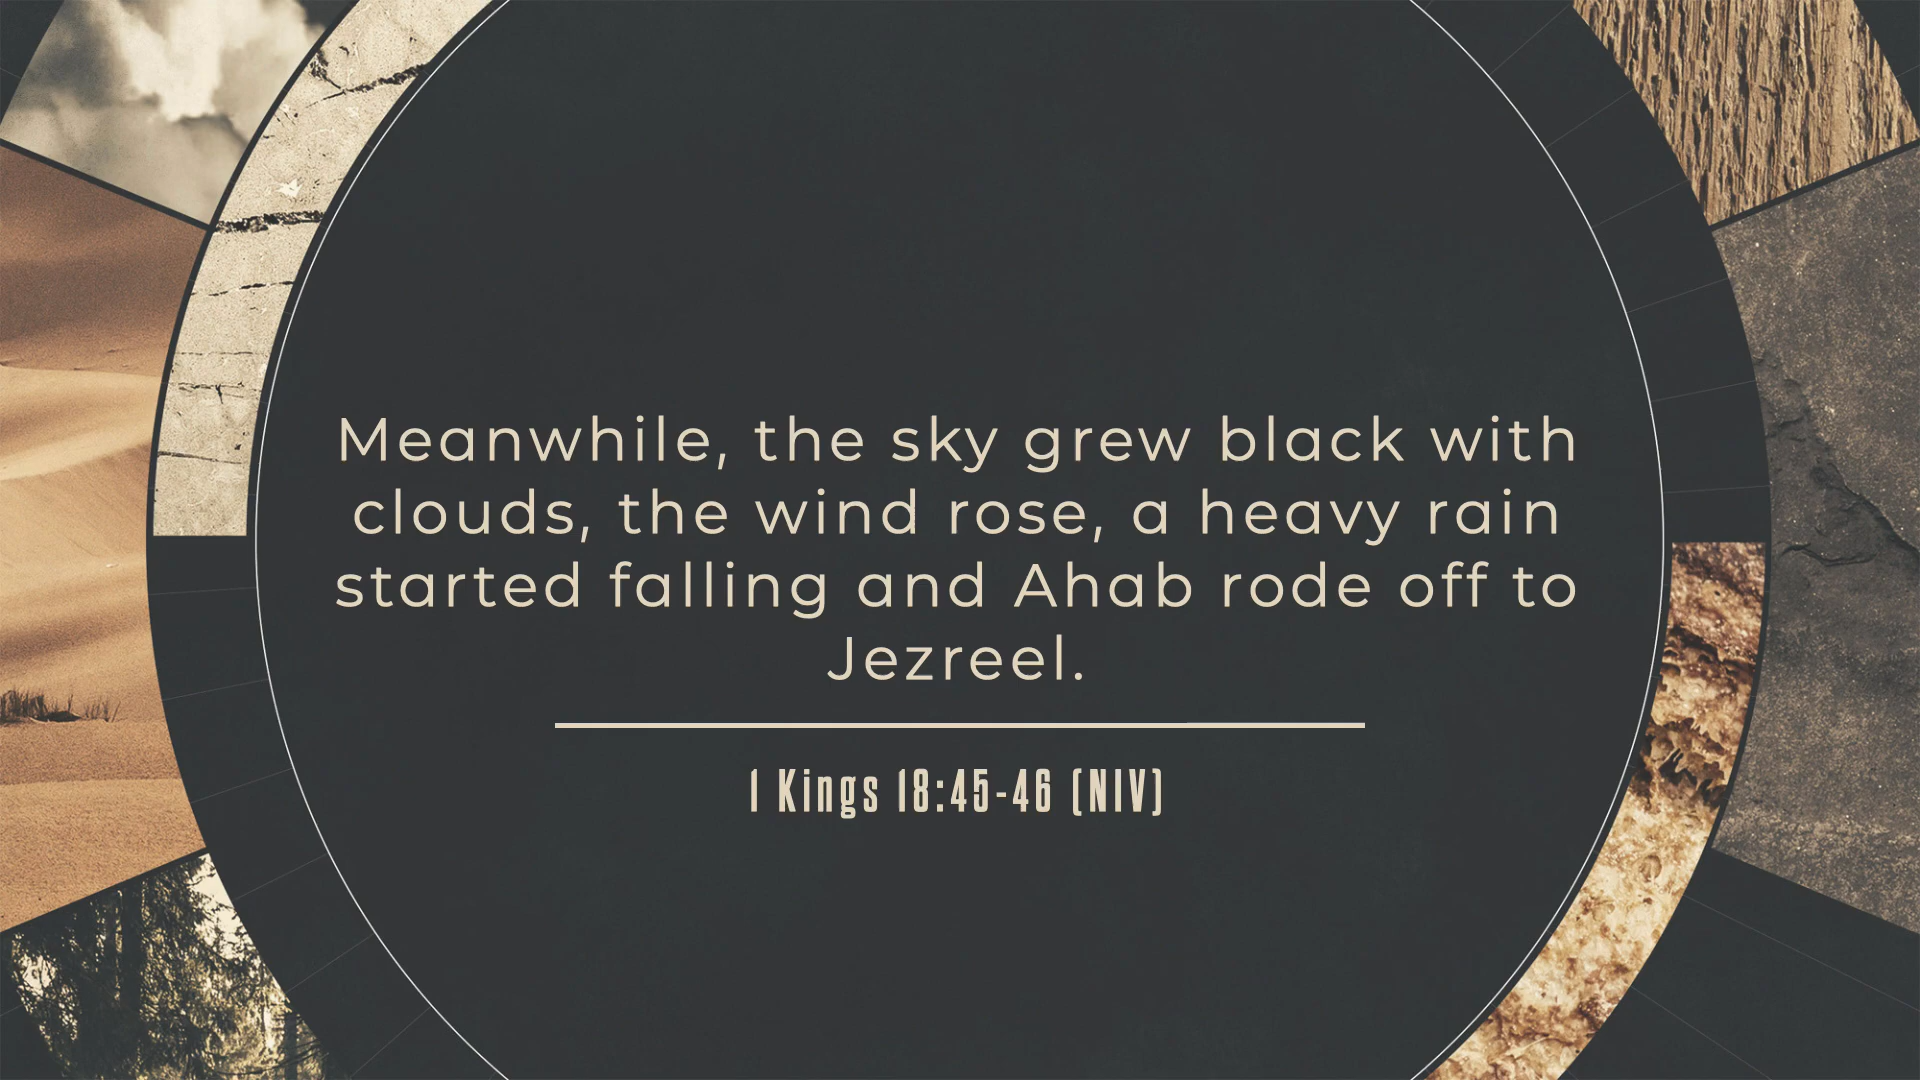 Meanwhile, the sky grew black with
clouds, the wind rose, a heavy rain
started falling and Ahab rode off to
Jezreel.
1 Kings 18:45-46 (NIV)